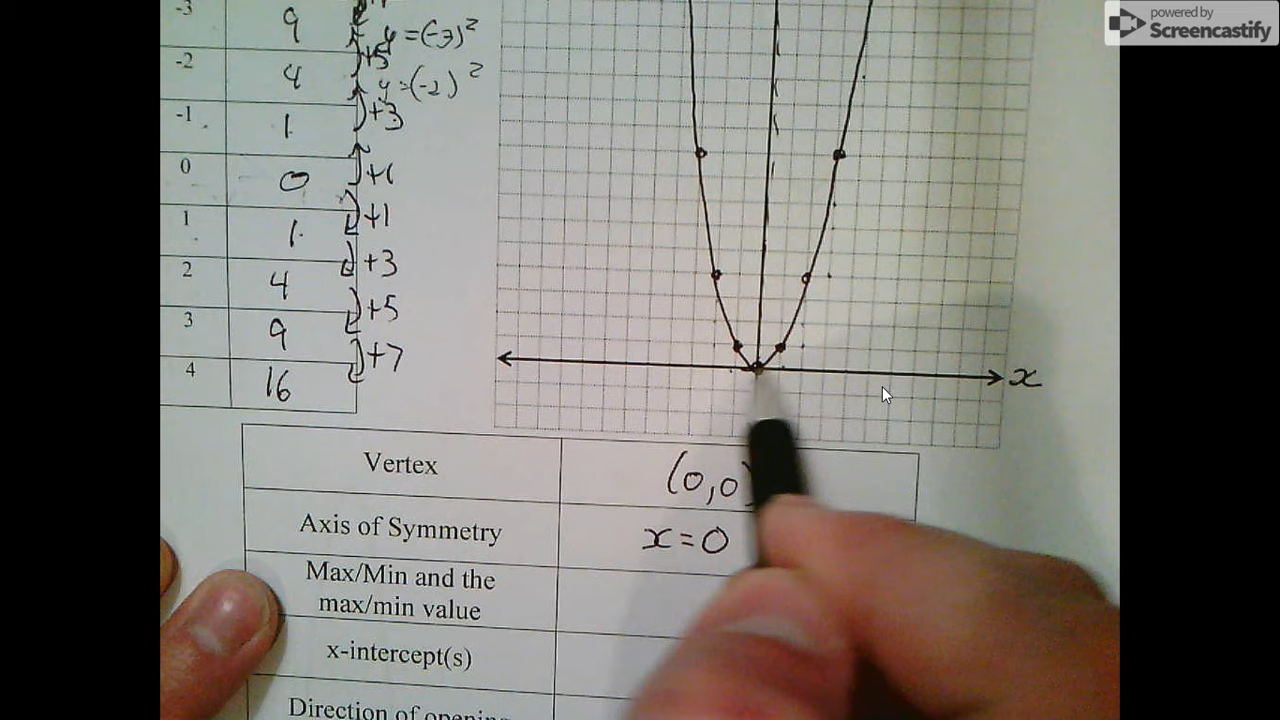 powered by
Screencastify
-3 9 y=(-3)²
+5
-2 4 y=(-2)²
-1 1 +3
0 0 +1
1 1 +1
2 4 +3
3 9 +5
4 16 +7
x
Vertex (0,0)
Axis of Symmetry x=0
Max/Min and the
max/min value
x-intercept(s)
Direction of